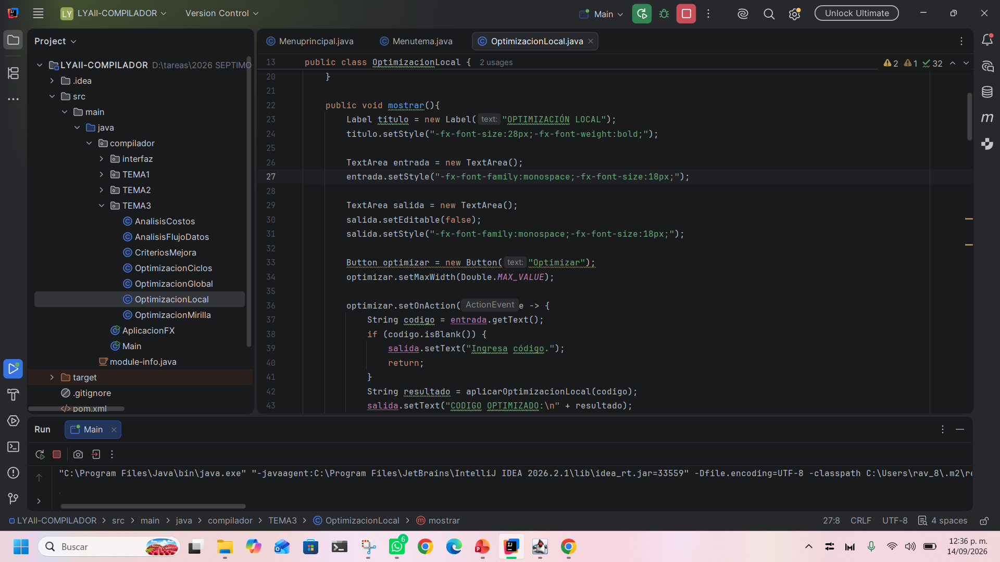 LY LYAII-COMPILADOR Version Control Main Unlock Ultimate
Project
LYAII-COMPILADOR D:\tareas\2026 SEPTIMO
.idea
src
main
java
compilador
interfaz
TEMA1
TEMA2
TEMA3
AnalisisCostos
AnalisisFlujoDatos
CriteriosMejora
OptimizacionCiclos
OptimizacionGlobal
OptimizacionLocal
OptimizacionMirilla
AplicacionFX
Main
module-info.java
target
.gitignore
pom.xml
Menuprincipal.java Menutema.java OptimizacionLocal.java
13 public class OptimizacionLocal { 2 usages 2 1 32
20 }
21
22 public void mostrar(){
23 Label titulo = new Label( text: "OPTIMIZACIÓN LOCAL");
24 titulo.setStyle("-fx-font-size:28px;-fx-font-weight:bold;");
25
26 TextArea entrada = new TextArea();
27 entrada.setStyle("-fx-font-family:monospace;-fx-font-size:18px;");
28
29 TextArea salida = new TextArea();
30 salida.setEditable(false);
31 salida.setStyle("-fx-font-family:monospace;-fx-font-size:18px;");
32
33 Button optimizar = new Button( text: "Optimizar");
34 optimizar.setMaxWidth(Double.MAX_VALUE);
35
36 optimizar.setOnAction( ActionEvent e -> {
37 String codigo = entrada.getText();
38 if (codigo.isBlank()) {
39 salida.setText("Ingresa código.");
40 return;
41 }
42 String resultado = aplicarOptimizacionLocal(codigo);
43 salida.setText("CODIGO OPTIMIZADO:\n" + resultado);
Run Main
"C:\Program Files\Java\bin\java.exe" "-javaagent:C:\Program Files\JetBrains\IntelliJ IDEA 2026.2.1\lib\idea_rt.jar=33559" -Dfile.encoding=UTF-8 -classpath C:\Users\rav_8\.m2\re
LYAII-COMPILADOR > src > main > java > compilador > TEMA3 > OptimizacionLocal > mostrar 27:8 CRLF UTF-8 4 spaces
Buscar
6
12:36 p. m.
14/09/2026